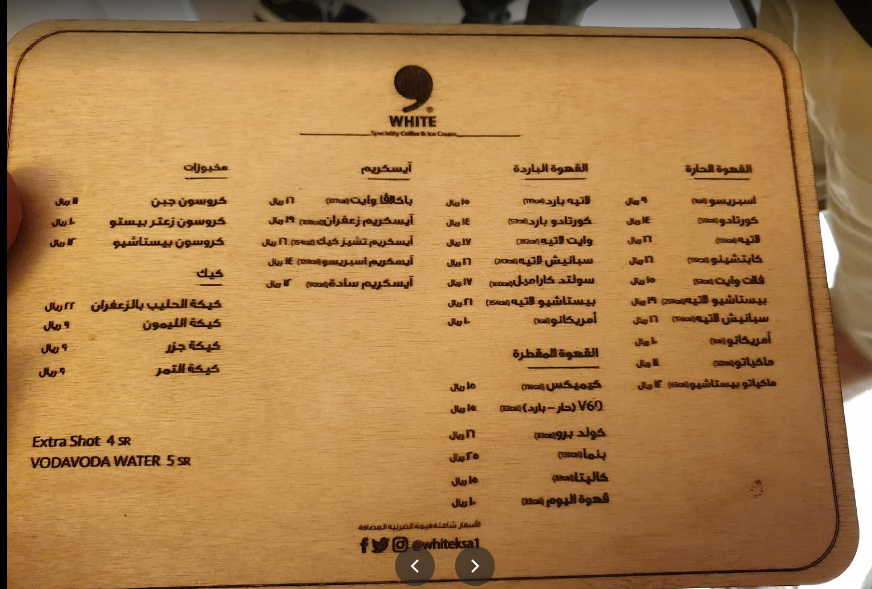 WHITE
Speciality Coffee & Ice Cream
القهوة الحارة
اسبريسو ٩ ريال
كورتادو ١٤ ريال
لاتيه ١٦ ريال
كابتشينو ١٦ ريال
فلات وايت ١٥ ريال
بيستاشيو لاتيه ١٩ ريال
سبانيش لاتيه ١٦ ريال
أمريكانو ١٠ ريال
ماكياتو ١١ ريال
ماكياتو بيستاشيو ١٢ ريال
القهوة الباردة
لاتيه بارد ١٥ ريال
كورتادو بارد ١٤ ريال
وايت لاتيه ١٧ ريال
سبانيش لاتيه ١٦ ريال
سولتد كارامبل ١٧ ريال
بيستاشيو لاتيه ٢١ ريال
أمريكانو ١٠ ريال
القهوة المقطرة
كيميكس ١٥ ريال
V60 (حار - بارد) ١٥ ريال
كولد برو ١٦ ريال
بنما ٢٥ ريال
كاليتا ١٥ ريال
قهوة اليوم ١٠ ريال
آيسكريم
باكلاڤا وايت ١٦ ريال
آيسكريم زعفران ١٩ ريال
آيسكريم تشيز كيك ١٦ ريال
آيسكريم اسبريسو ١٤ ريال
آيسكريم سادة ١٢ ريال
مخبوزات
كروسون جبن ١١ ريال
كروسون زعتر بيستو ١٠ ريال
كروسون بيستاشيو ١٢ ريال
كيك
كيكة الحليب بالزعفران ٢٢ ريال
كيكة الليمون ٩ ريال
كيكة جزر ٩ ريال
كيكة التمر ٩ ريال
Extra Shot 4 SR
VODAVODA WATER 5 SR
الأسعار شاملة قيمة الضريبة المضافة
@whiteksa1